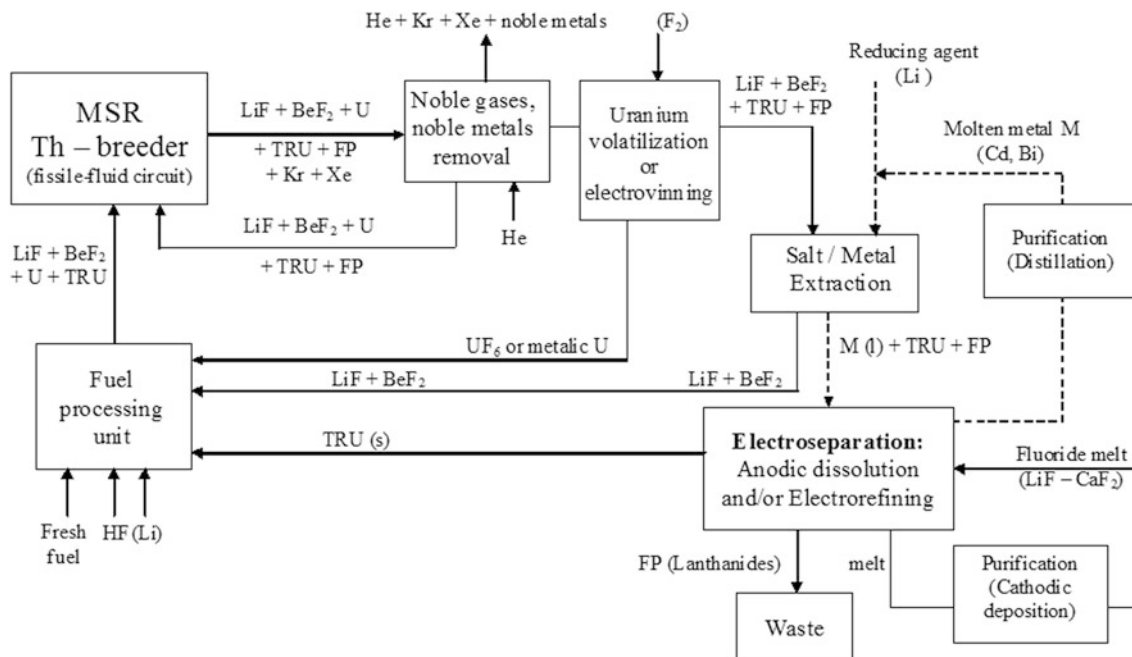 He + Kr + Xe + noble metals
(F₂)
Reducing agent
(Li )
MSR
Th – breeder
(fissile-fluid circuit)
LiF + BeF₂ + U
+ TRU + FP
+ Kr + Xe
Noble gases,
noble metals
removal
Uranium
volatilization
or
electrovinning
LiF + BeF₂
+ TRU + FP
Molten metal M
(Cd, Bi)
LiF + BeF₂ + U
+ TRU + FP
He
LiF + BeF₂
+ U + TRU
Salt / Metal
Extraction
Purification
(Distillation)
UF₆ or metalic U
M (l) + TRU + FP
LiF + BeF₂
LiF + BeF₂
Fuel
processing
unit
TRU (s)
Electroseparation:
Anodic dissolution
and/or Electrorefining
Fluoride melt
(LiF – CaF₂)
Fresh
fuel
HF
(Li)
FP (Lanthanides)
melt
Purification
(Cathodic
deposition)
Waste